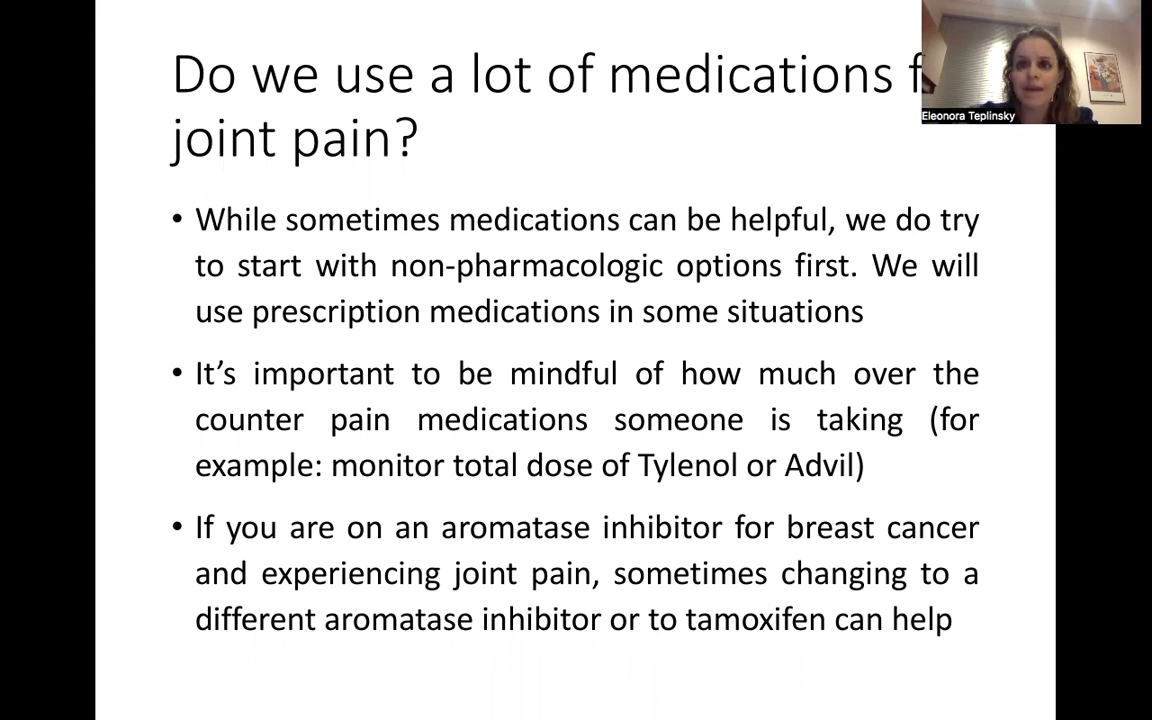 Do we use a lot of medications f
joint pain?
Eleonora Teplinsky
• While sometimes medications can be helpful, we do try
to start with non-pharmacologic options first. We will
use prescription medications in some situations
• It’s important to be mindful of how much over the
counter pain medications someone is taking (for
example: monitor total dose of Tylenol or Advil)
• If you are on an aromatase inhibitor for breast cancer
and experiencing joint pain, sometimes changing to a
different aromatase inhibitor or to tamoxifen can help